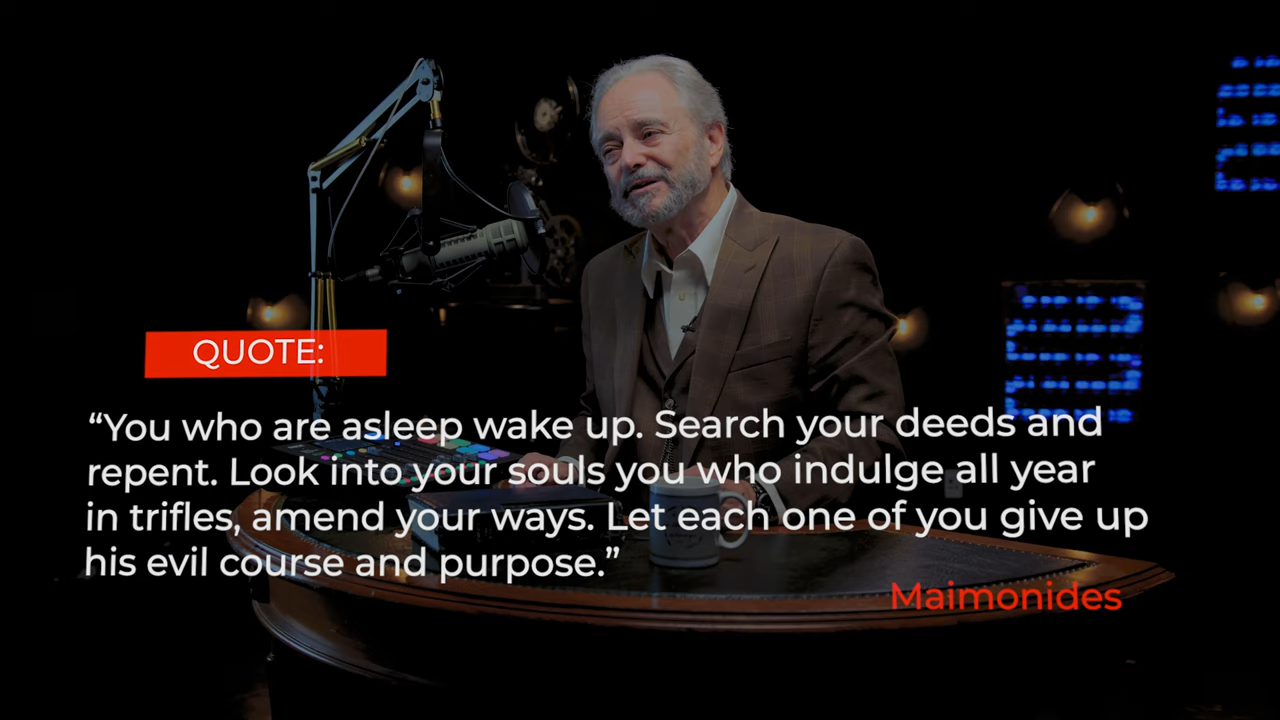 QUOTE:
“You who are asleep wake up. Search your deeds and
repent. Look into your souls you who indulge all year
in trifles, amend your ways. Let each one of you give up
his evil course and purpose.”
Maimonides